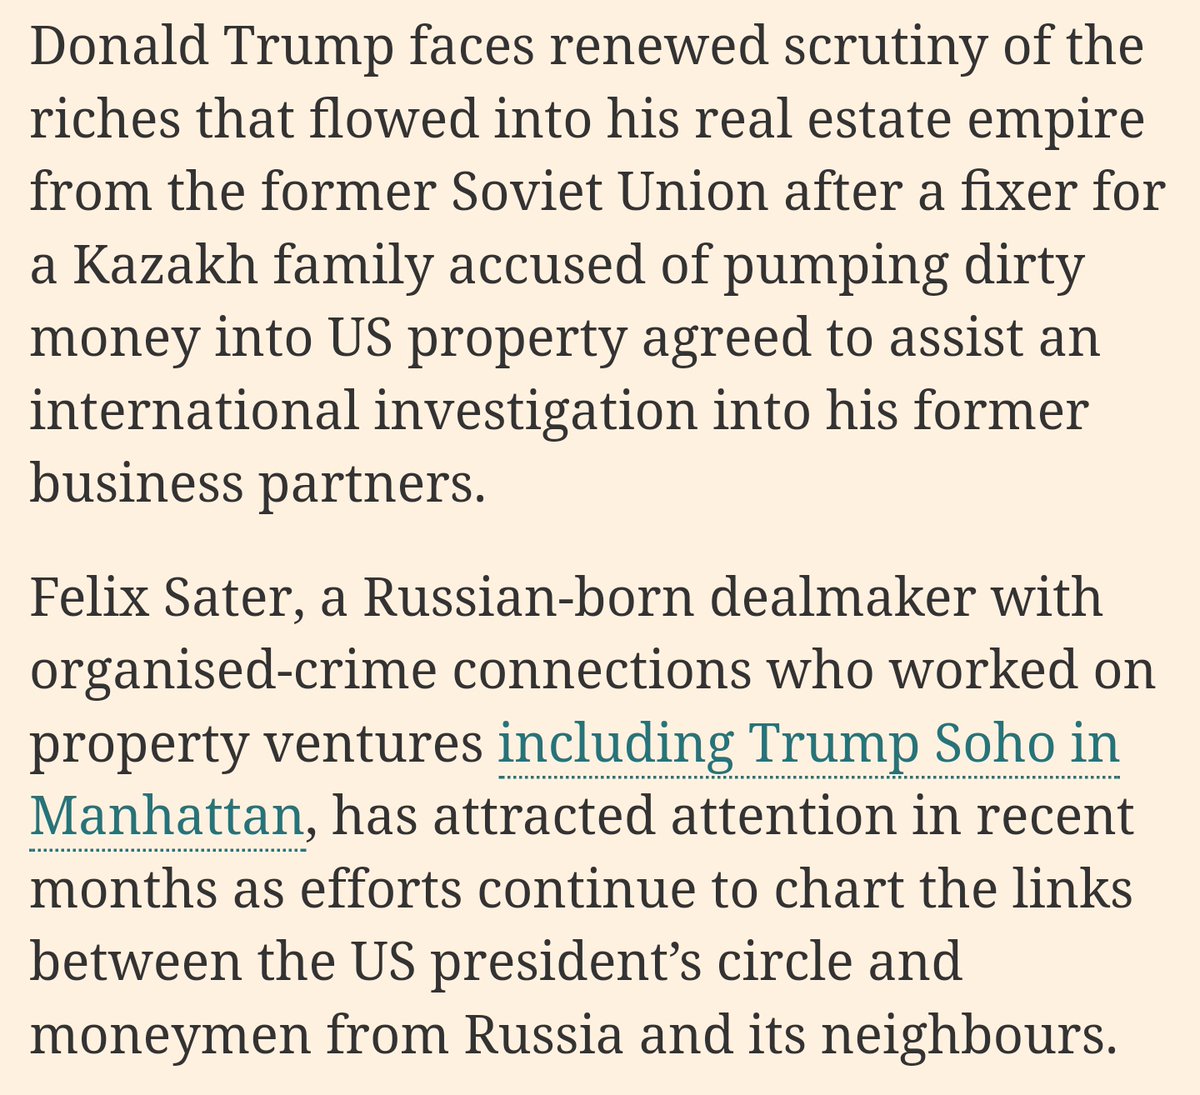 Donald Trump faces renewed scrutiny of the
riches that flowed into his real estate empire
from the former Soviet Union after a fixer for
a Kazakh family accused of pumping dirty
money into US property agreed to assist an
international investigation into his former
business partners.
Felix Sater, a Russian-born dealmaker with
organised-crime connections who worked on
property ventures including Trump Soho in
Manhattan, has attracted attention in recent
months as efforts continue to chart the links
between the US president’s circle and
moneymen from Russia and its neighbours.